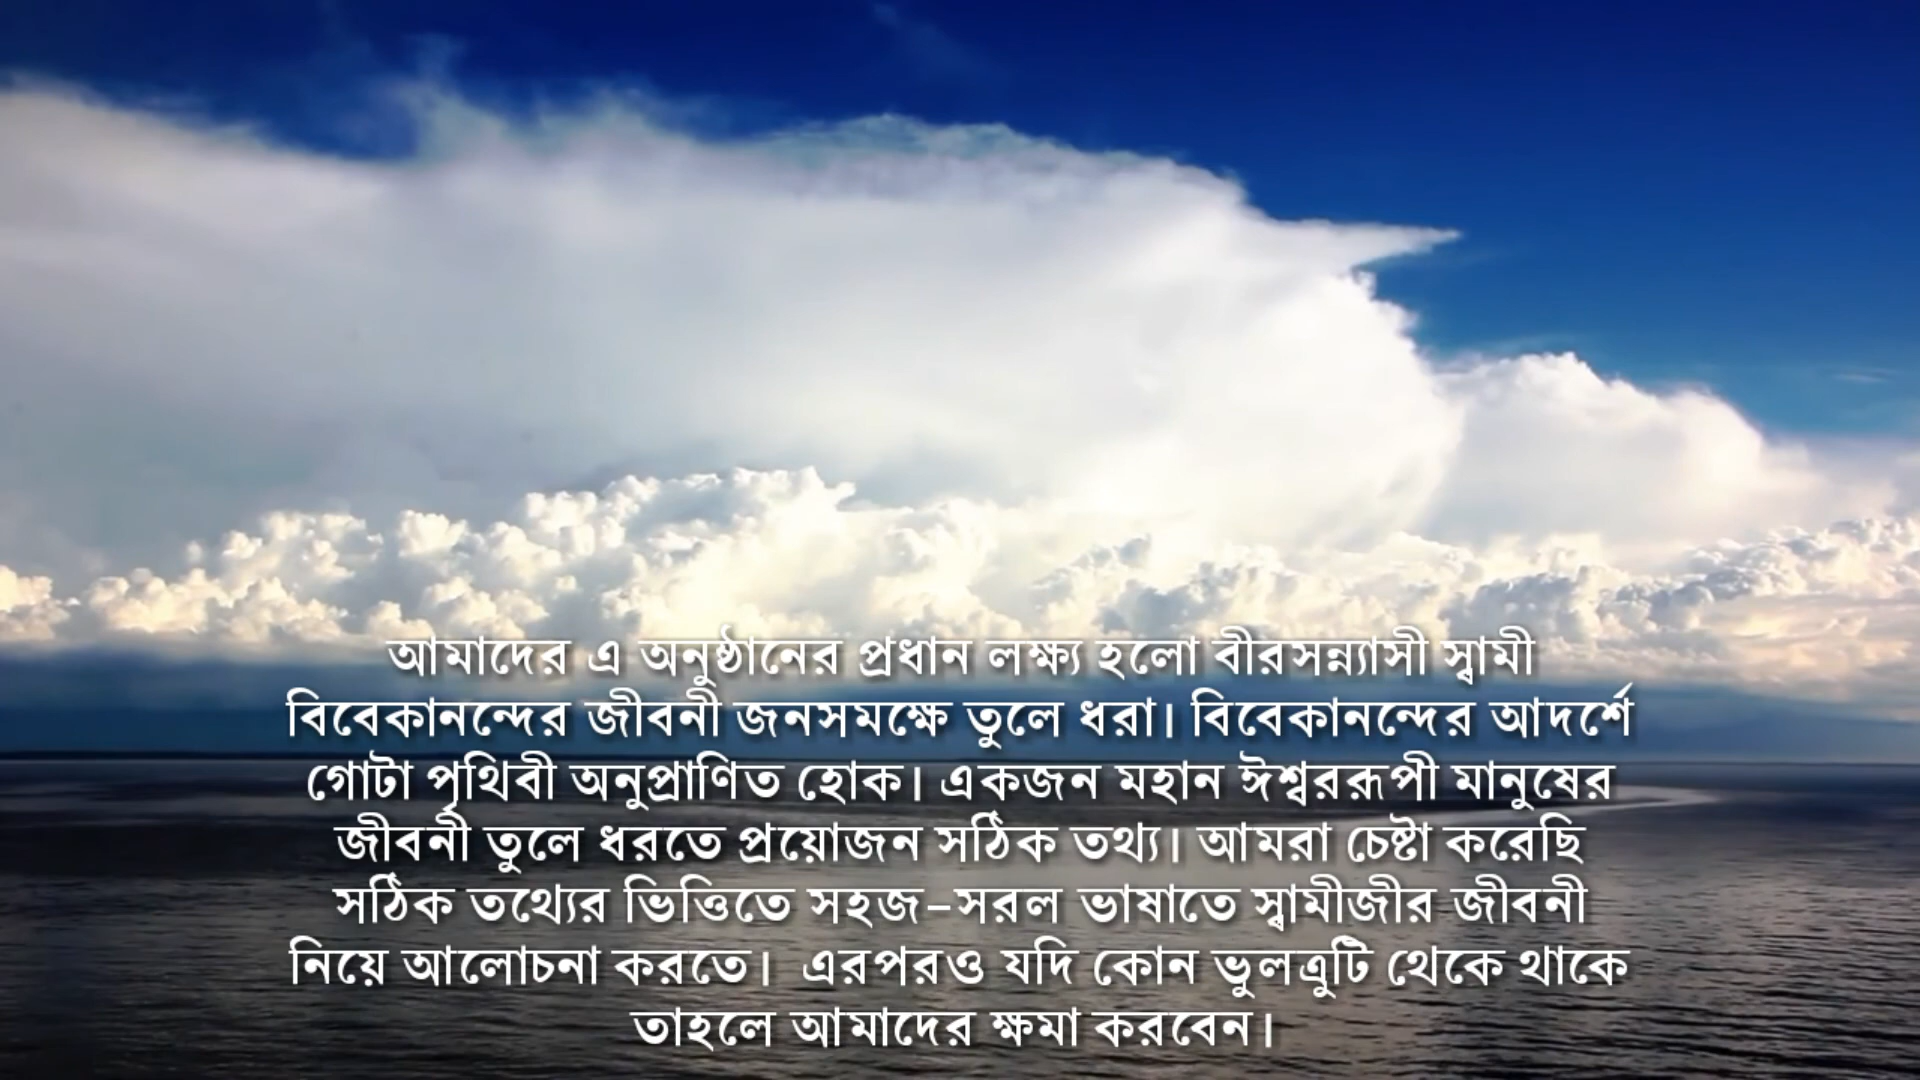 আমাদের এ অনুষ্ঠানের প্রধান লক্ষ্য হলো বীরসন্ন্যাসী স্বামী
বিবেকানন্দের জীবনী জনসমক্ষে তুলে ধরা। বিবেকানন্দের আদর্শে
গোটা পৃথিবী অনুপ্রাণিত হোক। একজন মহান ঈশ্বররূপী মানুষের
জীবনী তুলে ধরতে প্রয়োজন সঠিক তথ্য। আমরা চেষ্টা করেছি
সঠিক তথ্যের ভিত্তিতে সহজ-সরল ভাষাতে স্বামীজীর জীবনী
নিয়ে আলোচনা করতে। এরপরও যদি কোন ভুলত্রুটি থেকে থাকে
তাহলে আমাদের ক্ষমা করবেন।